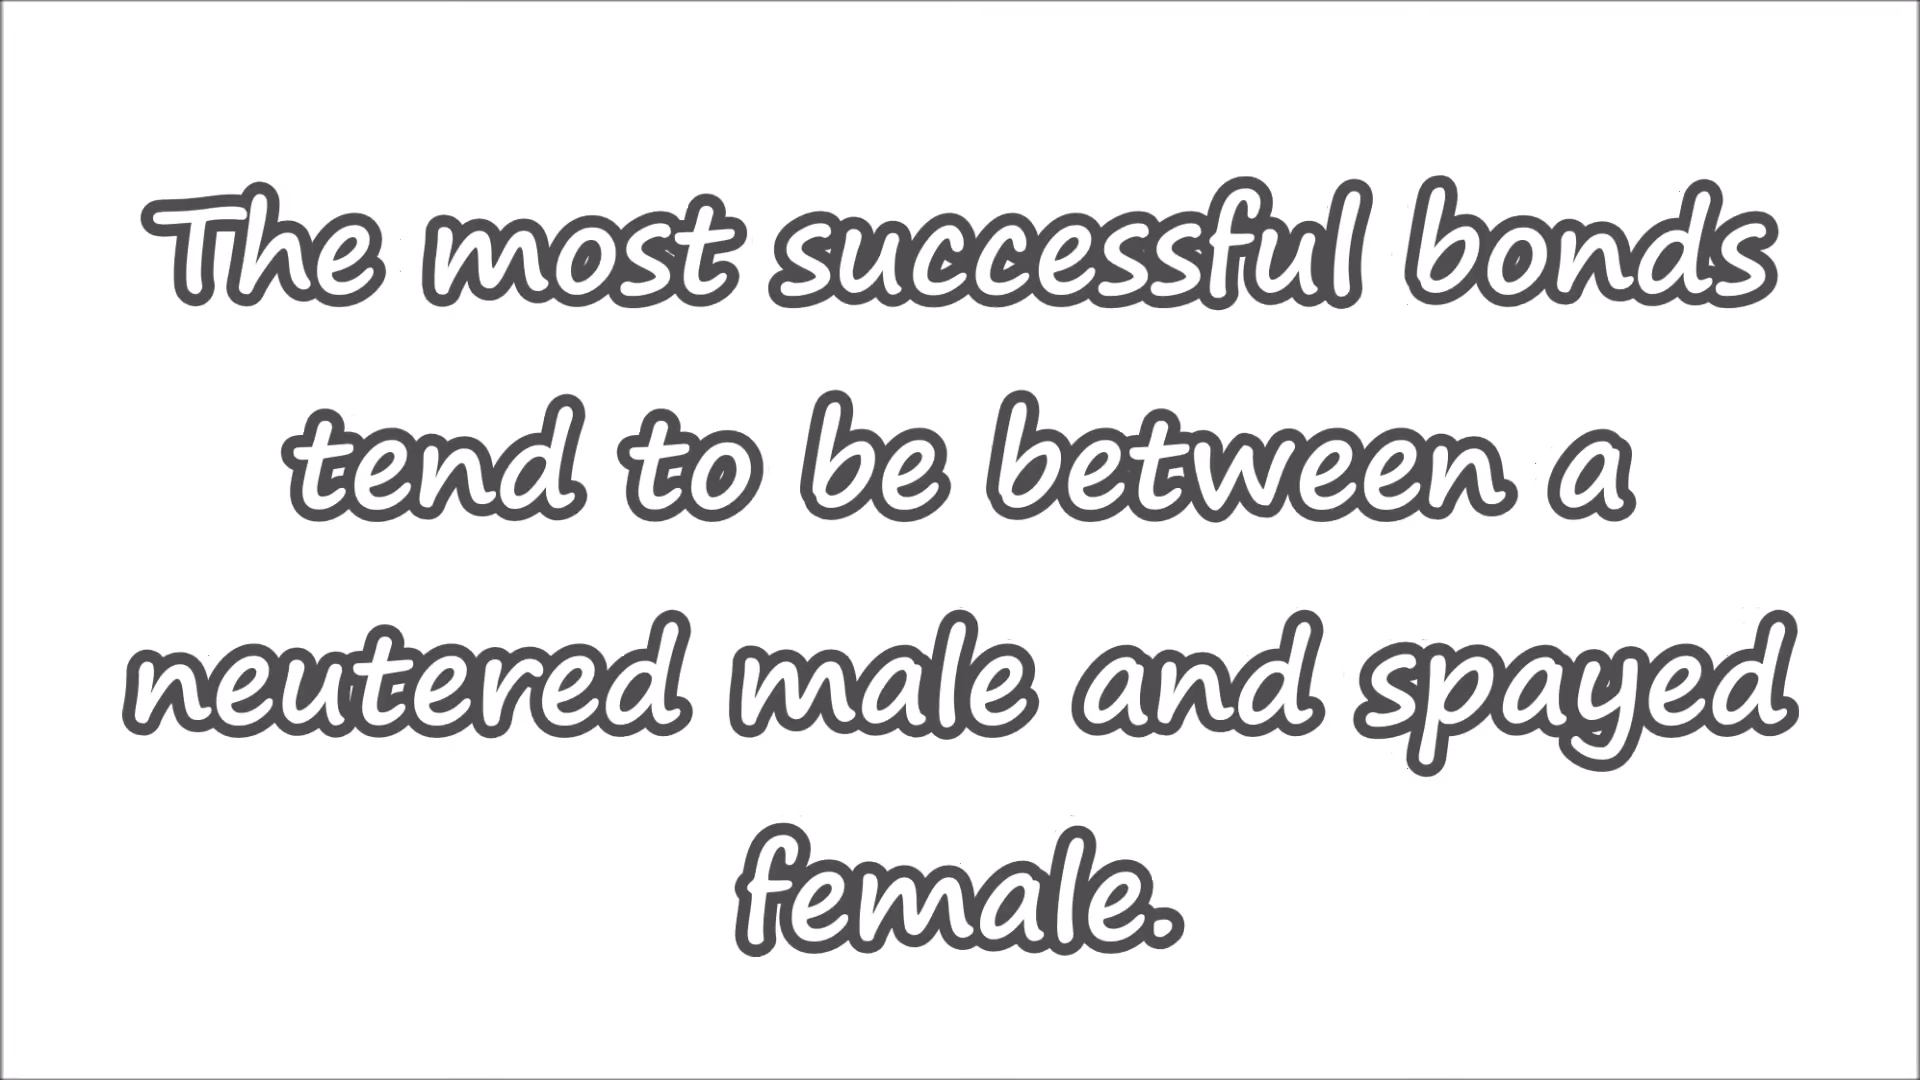 The most successful bonds
tend to be between a
neutered male and spayed
female.